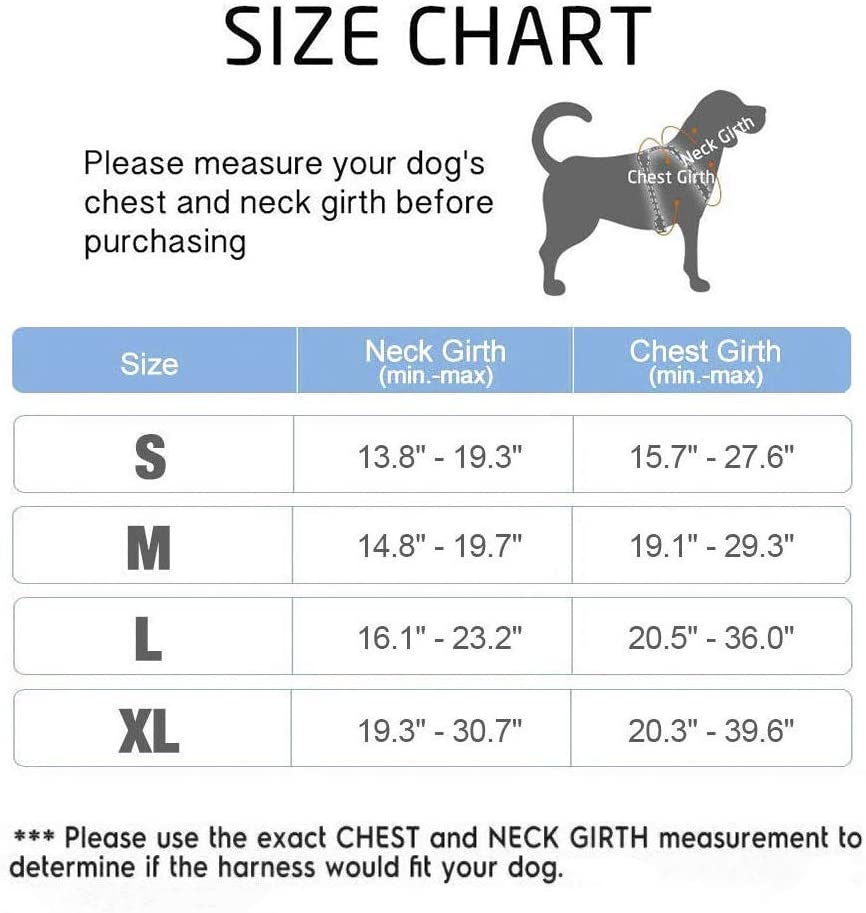 SIZE CHART
Please measure your dog's
chest and neck girth before
purchasing
Neck Girth
Chest Girth
Size Neck Girth (min.-max) Chest Girth (min.-max)
S 13.8" - 19.3" 15.7" - 27.6"
M 14.8" - 19.7" 19.1" - 29.3"
L 16.1" - 23.2" 20.5" - 36.0"
XL 19.3" - 30.7" 20.3" - 39.6"
*** Please use the exact CHEST and NECK GIRTH measurement to
determine if the harness would fit your dog.